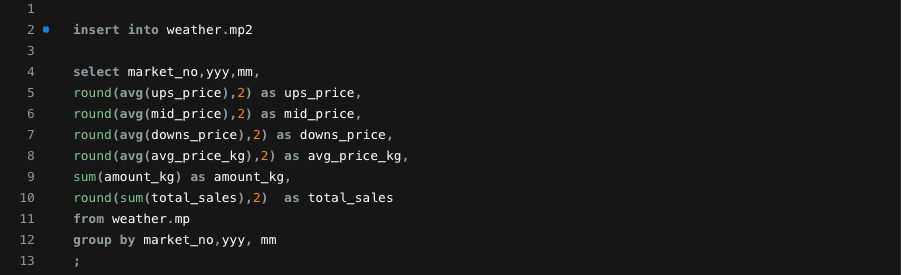 1
2 insert into weather.mp2
3
4 select market_no,yyy,mm,
5 round(avg(ups_price),2) as ups_price,
6 round(avg(mid_price),2) as mid_price,
7 round(avg(downs_price),2) as downs_price,
8 round(avg(avg_price_kg),2) as avg_price_kg,
9 sum(amount_kg) as amount_kg,
10 round(sum(total_sales),2)  as total_sales
11 from weather.mp
12 group by market_no,yyy, mm
13 ;